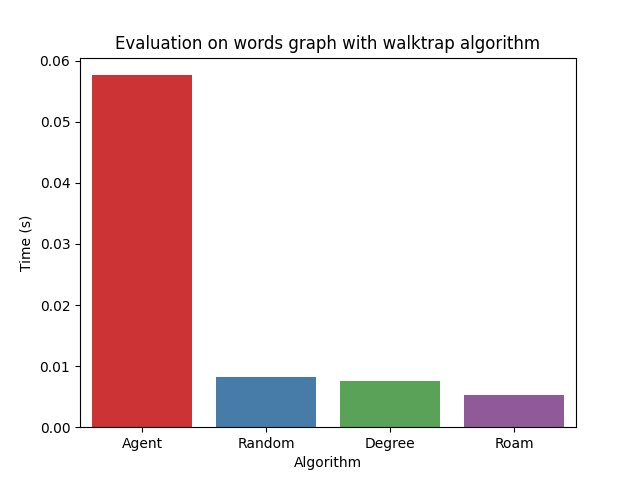 Evaluation on words graph with walktrap algorithm
0.06
0.05
0.04
0.03
0.02
0.01
0.00
Time (s)
Agent Random Degree Roam
Algorithm